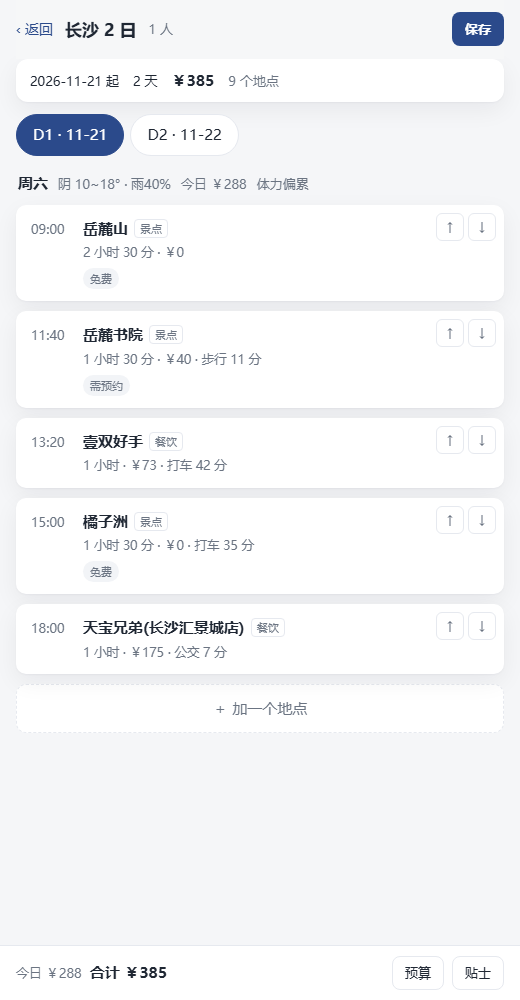 ‹ 返回 长沙 2 日 1 人 保存
2026-11-21 起 2 天 ￥385 9 个地点
D1 · 11-21 D2 · 11-22
周六 阴 10~18° · 雨40% 今日 ￥288 体力偏累
09:00 岳麓山 景点 ↑ ↓
2 小时 30 分 · ￥0
免费
11:40 岳麓书院 景点 ↑ ↓
1 小时 30 分 · ￥40 · 步行 11 分
需预约
13:20 壹双好手 餐饮 ↑ ↓
1 小时 · ￥73 · 打车 42 分
15:00 橘子洲 景点 ↑ ↓
1 小时 30 分 · ￥0 · 打车 35 分
免费
18:00 天宝兄弟(长沙汇景城店) 餐饮 ↑ ↓
1 小时 · ￥175 · 公交 7 分
＋ 加一个地点
今日 ￥288 合计 ￥385 预算 贴士